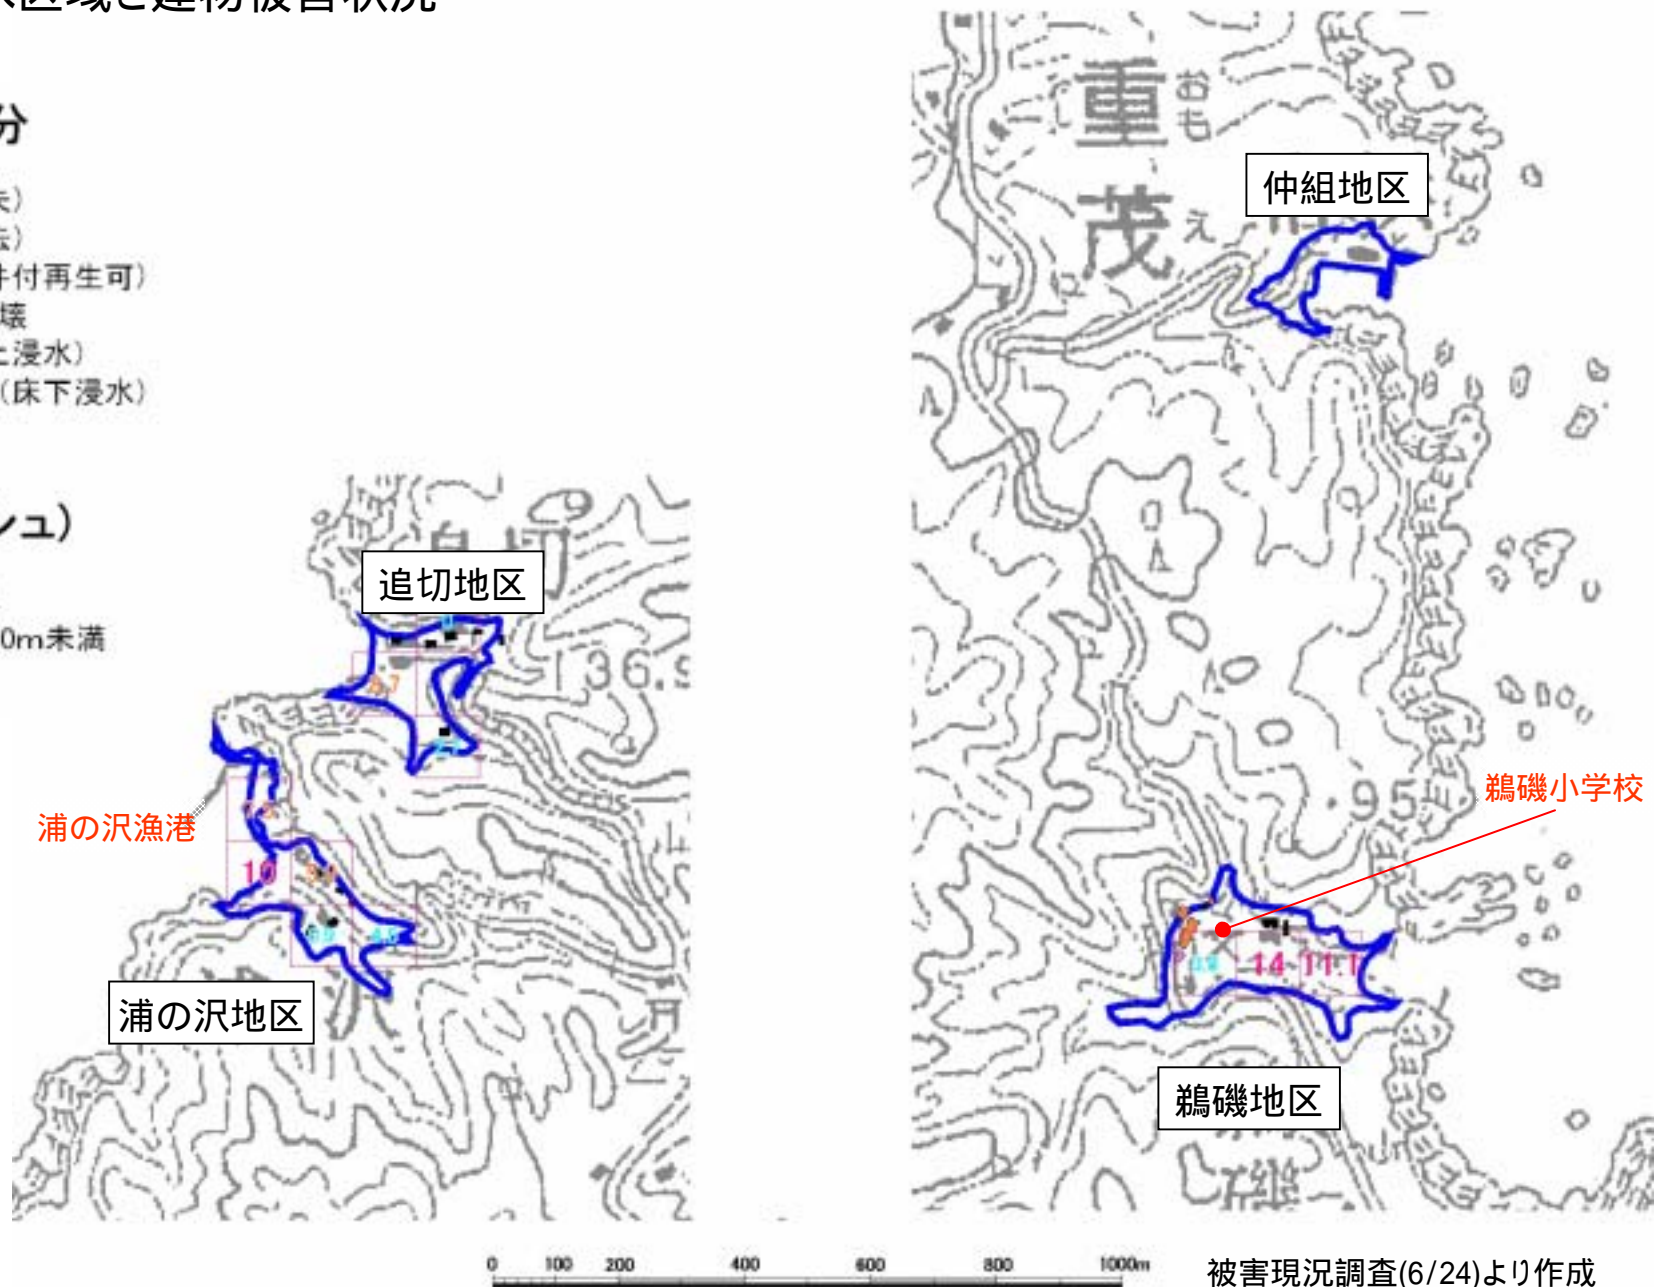 区域と建物被害状況
分
付再生可）
壊
浸水）
（床下浸水）
シュ）
0m未満
重茂
おもえ
仲組地区
追切地区
136.9
浦の沢漁港
10
浦の沢地区
・95
鵜磯小学校
14
11.1
鵜磯地区
磯
0 100 200 400 600 800 1000m
被害現況調査(6/24)より作成